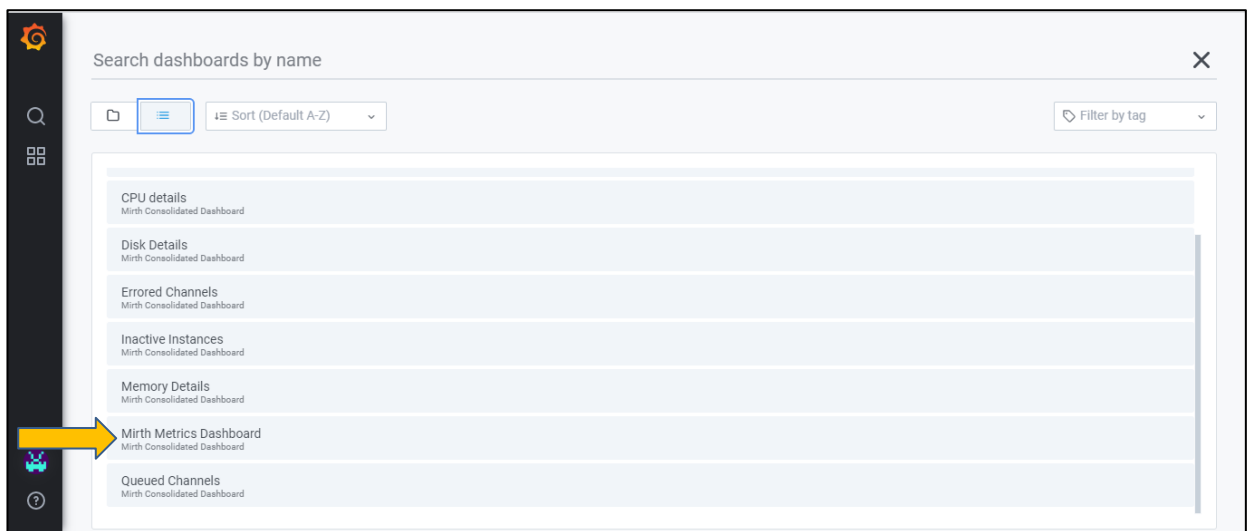 Search dashboards by name
Sort (Default A-Z)
Filter by tag
CPU details
Mirth Consolidated Dashboard
Disk Details
Mirth Consolidated Dashboard
Errored Channels
Mirth Consolidated Dashboard
Inactive Instances
Mirth Consolidated Dashboard
Memory Details
Mirth Consolidated Dashboard
Mirth Metrics Dashboard
Mirth Consolidated Dashboard
Queued Channels
Mirth Consolidated Dashboard